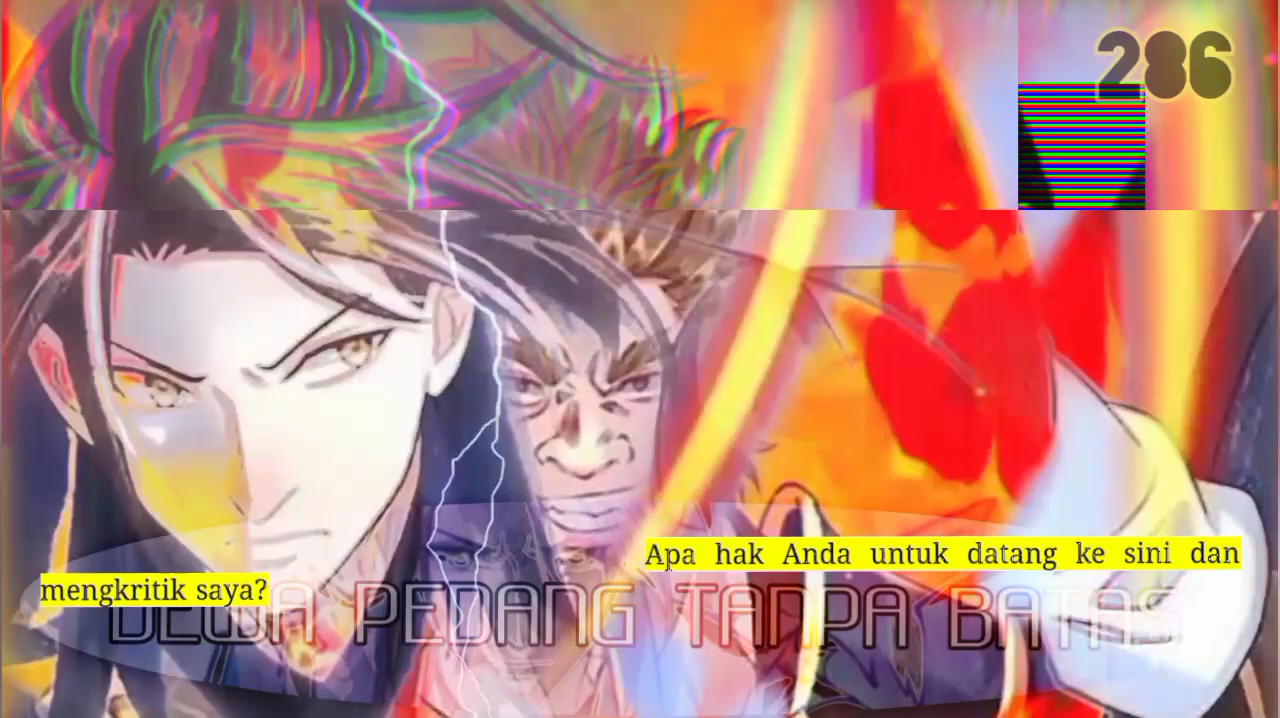 286
Apa hak Anda untuk datang ke sini dan
mengkritik saya?
DEWA PEDANG TANPA BATAS